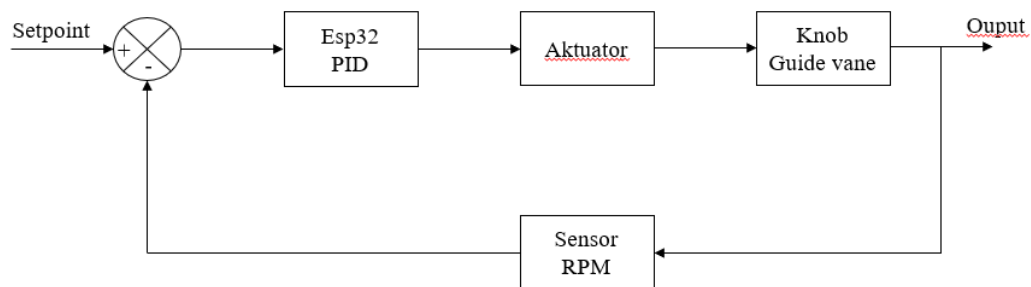 Setpoint
+
-
Esp32
PID
Aktuator
Knob
Guide vane
Ouput
Sensor
RPM